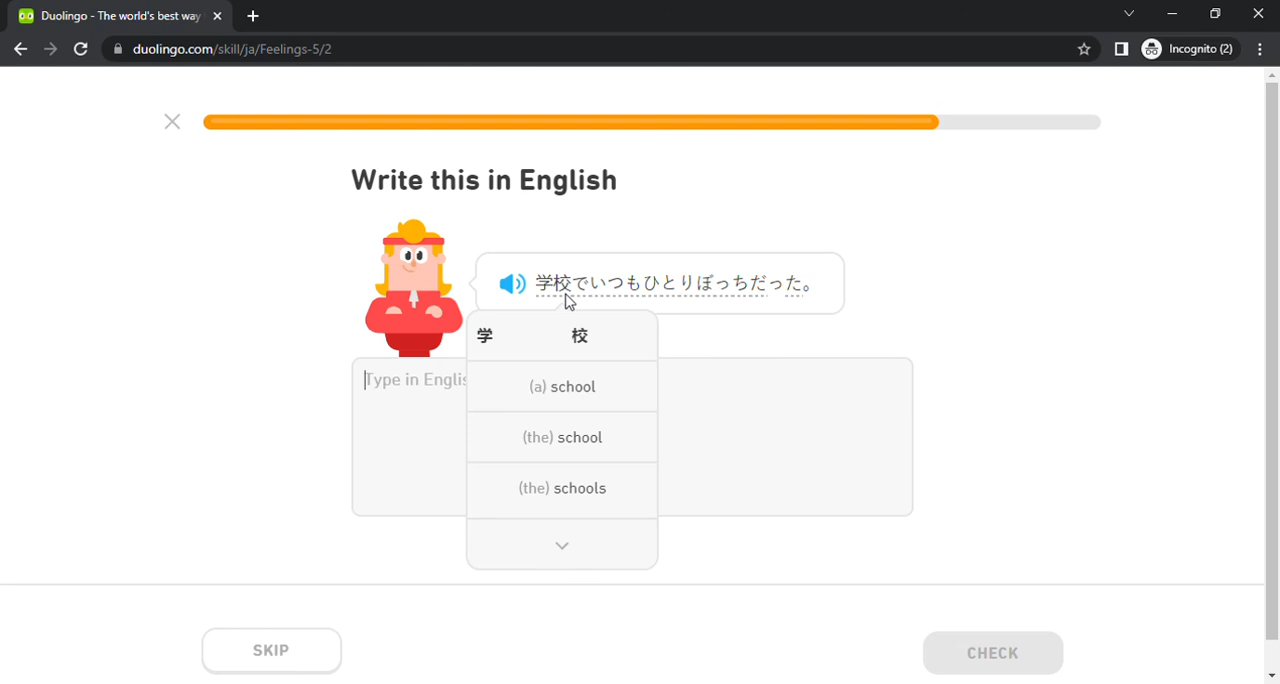 Duolingo - The world's best way
duolingo.com/skill/ja/Feelings-5/2
Incognito (2)
Write this in English
学校でいつもひとりぼっちだった。
学 校
Type in Englis
(a) school
(the) school
(the) schools
SKIP
CHECK